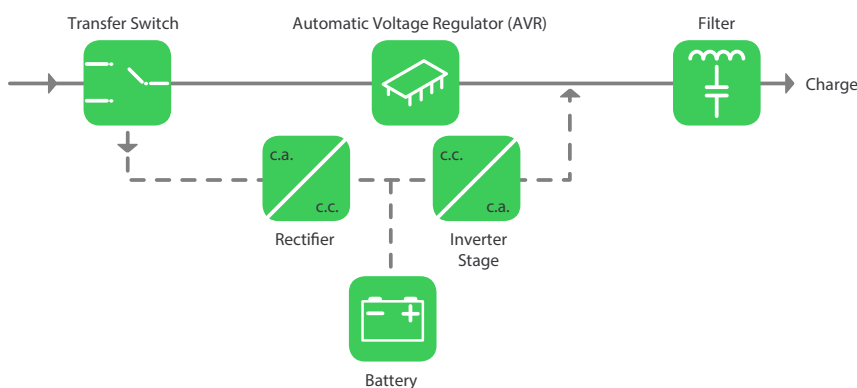 Transfer Switch
Automatic Voltage Regulator (AVR)
Filter
Charge
c.a.
c.c.
c.c.
c.a.
Rectifier
Inverter
Stage
Battery